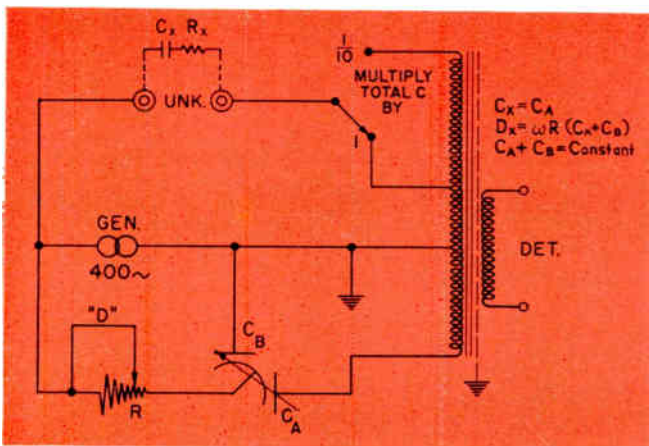 Cx Rx
1/10
MULTIPLY
TOTAL C
BY
UNK.
1
Cx = CA
Dx = ωR (CA + CB)
CA + CB = Constant
GEN.
400~
DET.
"D"
CB
R
CA